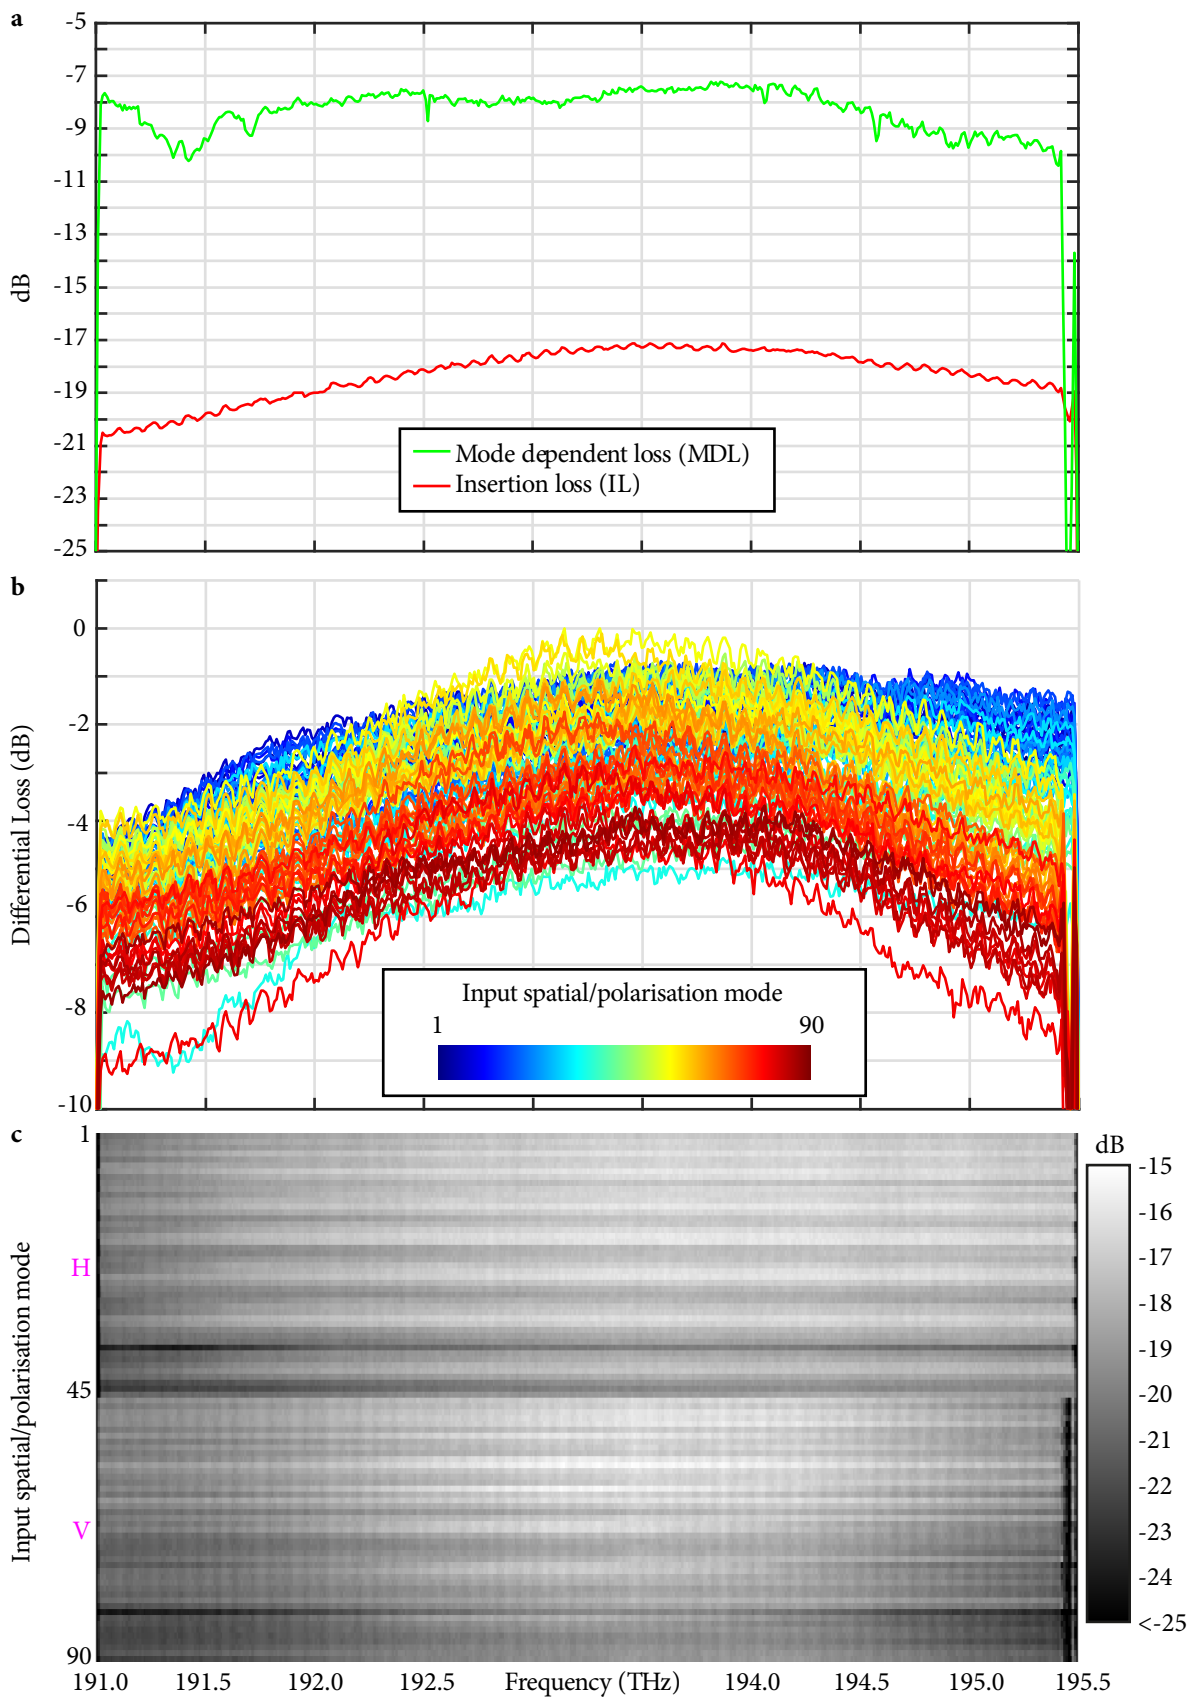 a
-5
-7
-9
-11
-13
-15
-17
-19
-21
-23
-25
dB
Mode dependent loss (MDL)
Insertion loss (IL)
b
0
-2
-4
-6
-8
-10
Differential Loss (dB)
Input spatial/polarisation mode
1 90
c
1
H
45
V
90
Input spatial/polarisation mode
dB
-15
-16
-17
-18
-19
-20
-21
-22
-23
-24
<-25
191.0 191.5 192.0 192.5 Frequency (THz) 194.0 194.5 195.0 195.5